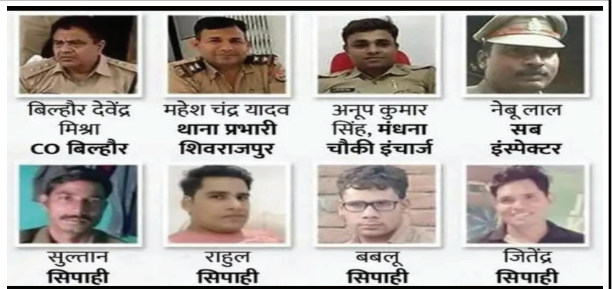 बिल्हौर देवेंद्र महेश चंद्र यादव अनूप कुमार नेबू लाल
मिश्रा थाना प्रभारी सिंह, मंधना सब
CO बिल्हौर शिवराजपुर चौकी इंचार्ज इंस्पेक्टर
सुल्तान राहुल बबलू जितेंद्र
सिपाही सिपाही सिपाही सिपाही